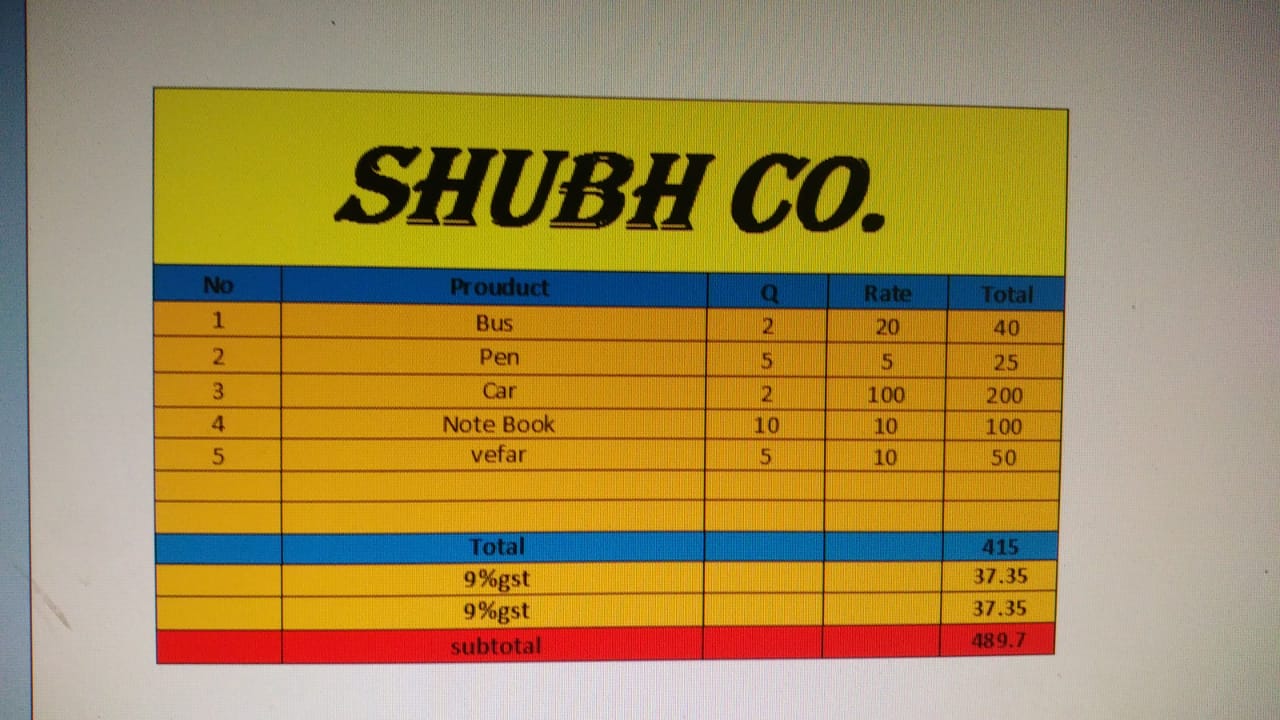 SHUBH CO.
No Prouduct Q Rate Total
1 Bus 2 20 40
2 Pen 5 5 25
3 Car 2 100 200
4 Note Book 10 10 100
5 vefar 5 10 50
Total 415
9%gst 37.35
9%gst 37.35
subtotal 489.7